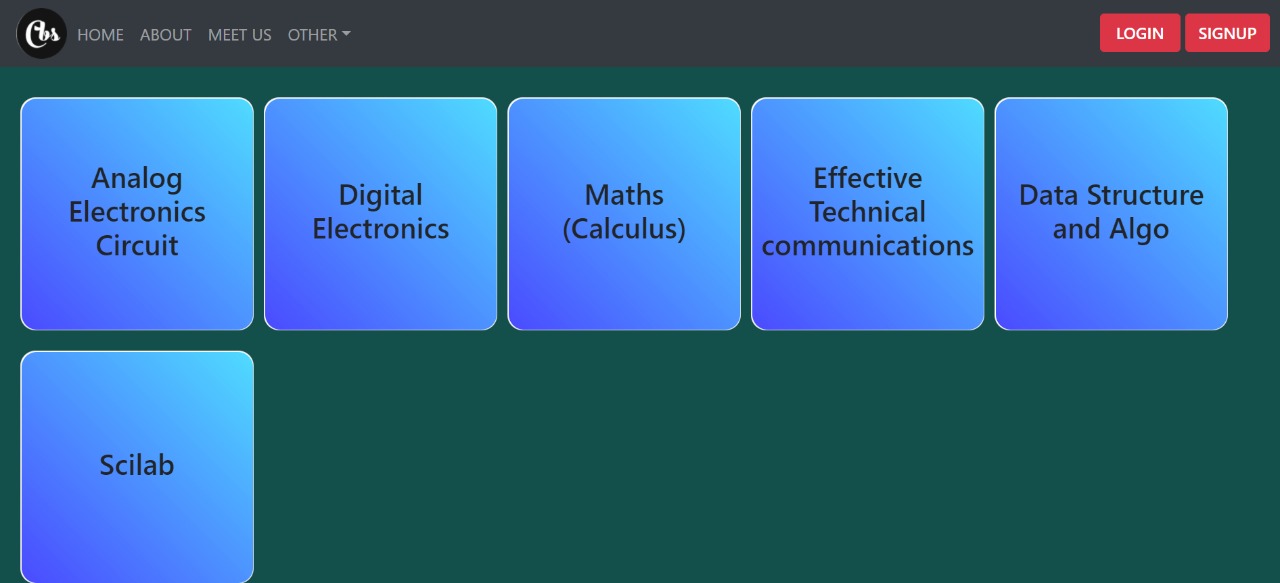 Cbs HOME ABOUT MEET US OTHER LOGIN SIGNUP
Analog
Electronics
Circuit
Digital
Electronics
Maths
(Calculus)
Effective
Technical
communications
Data Structure
and Algo
Scilab